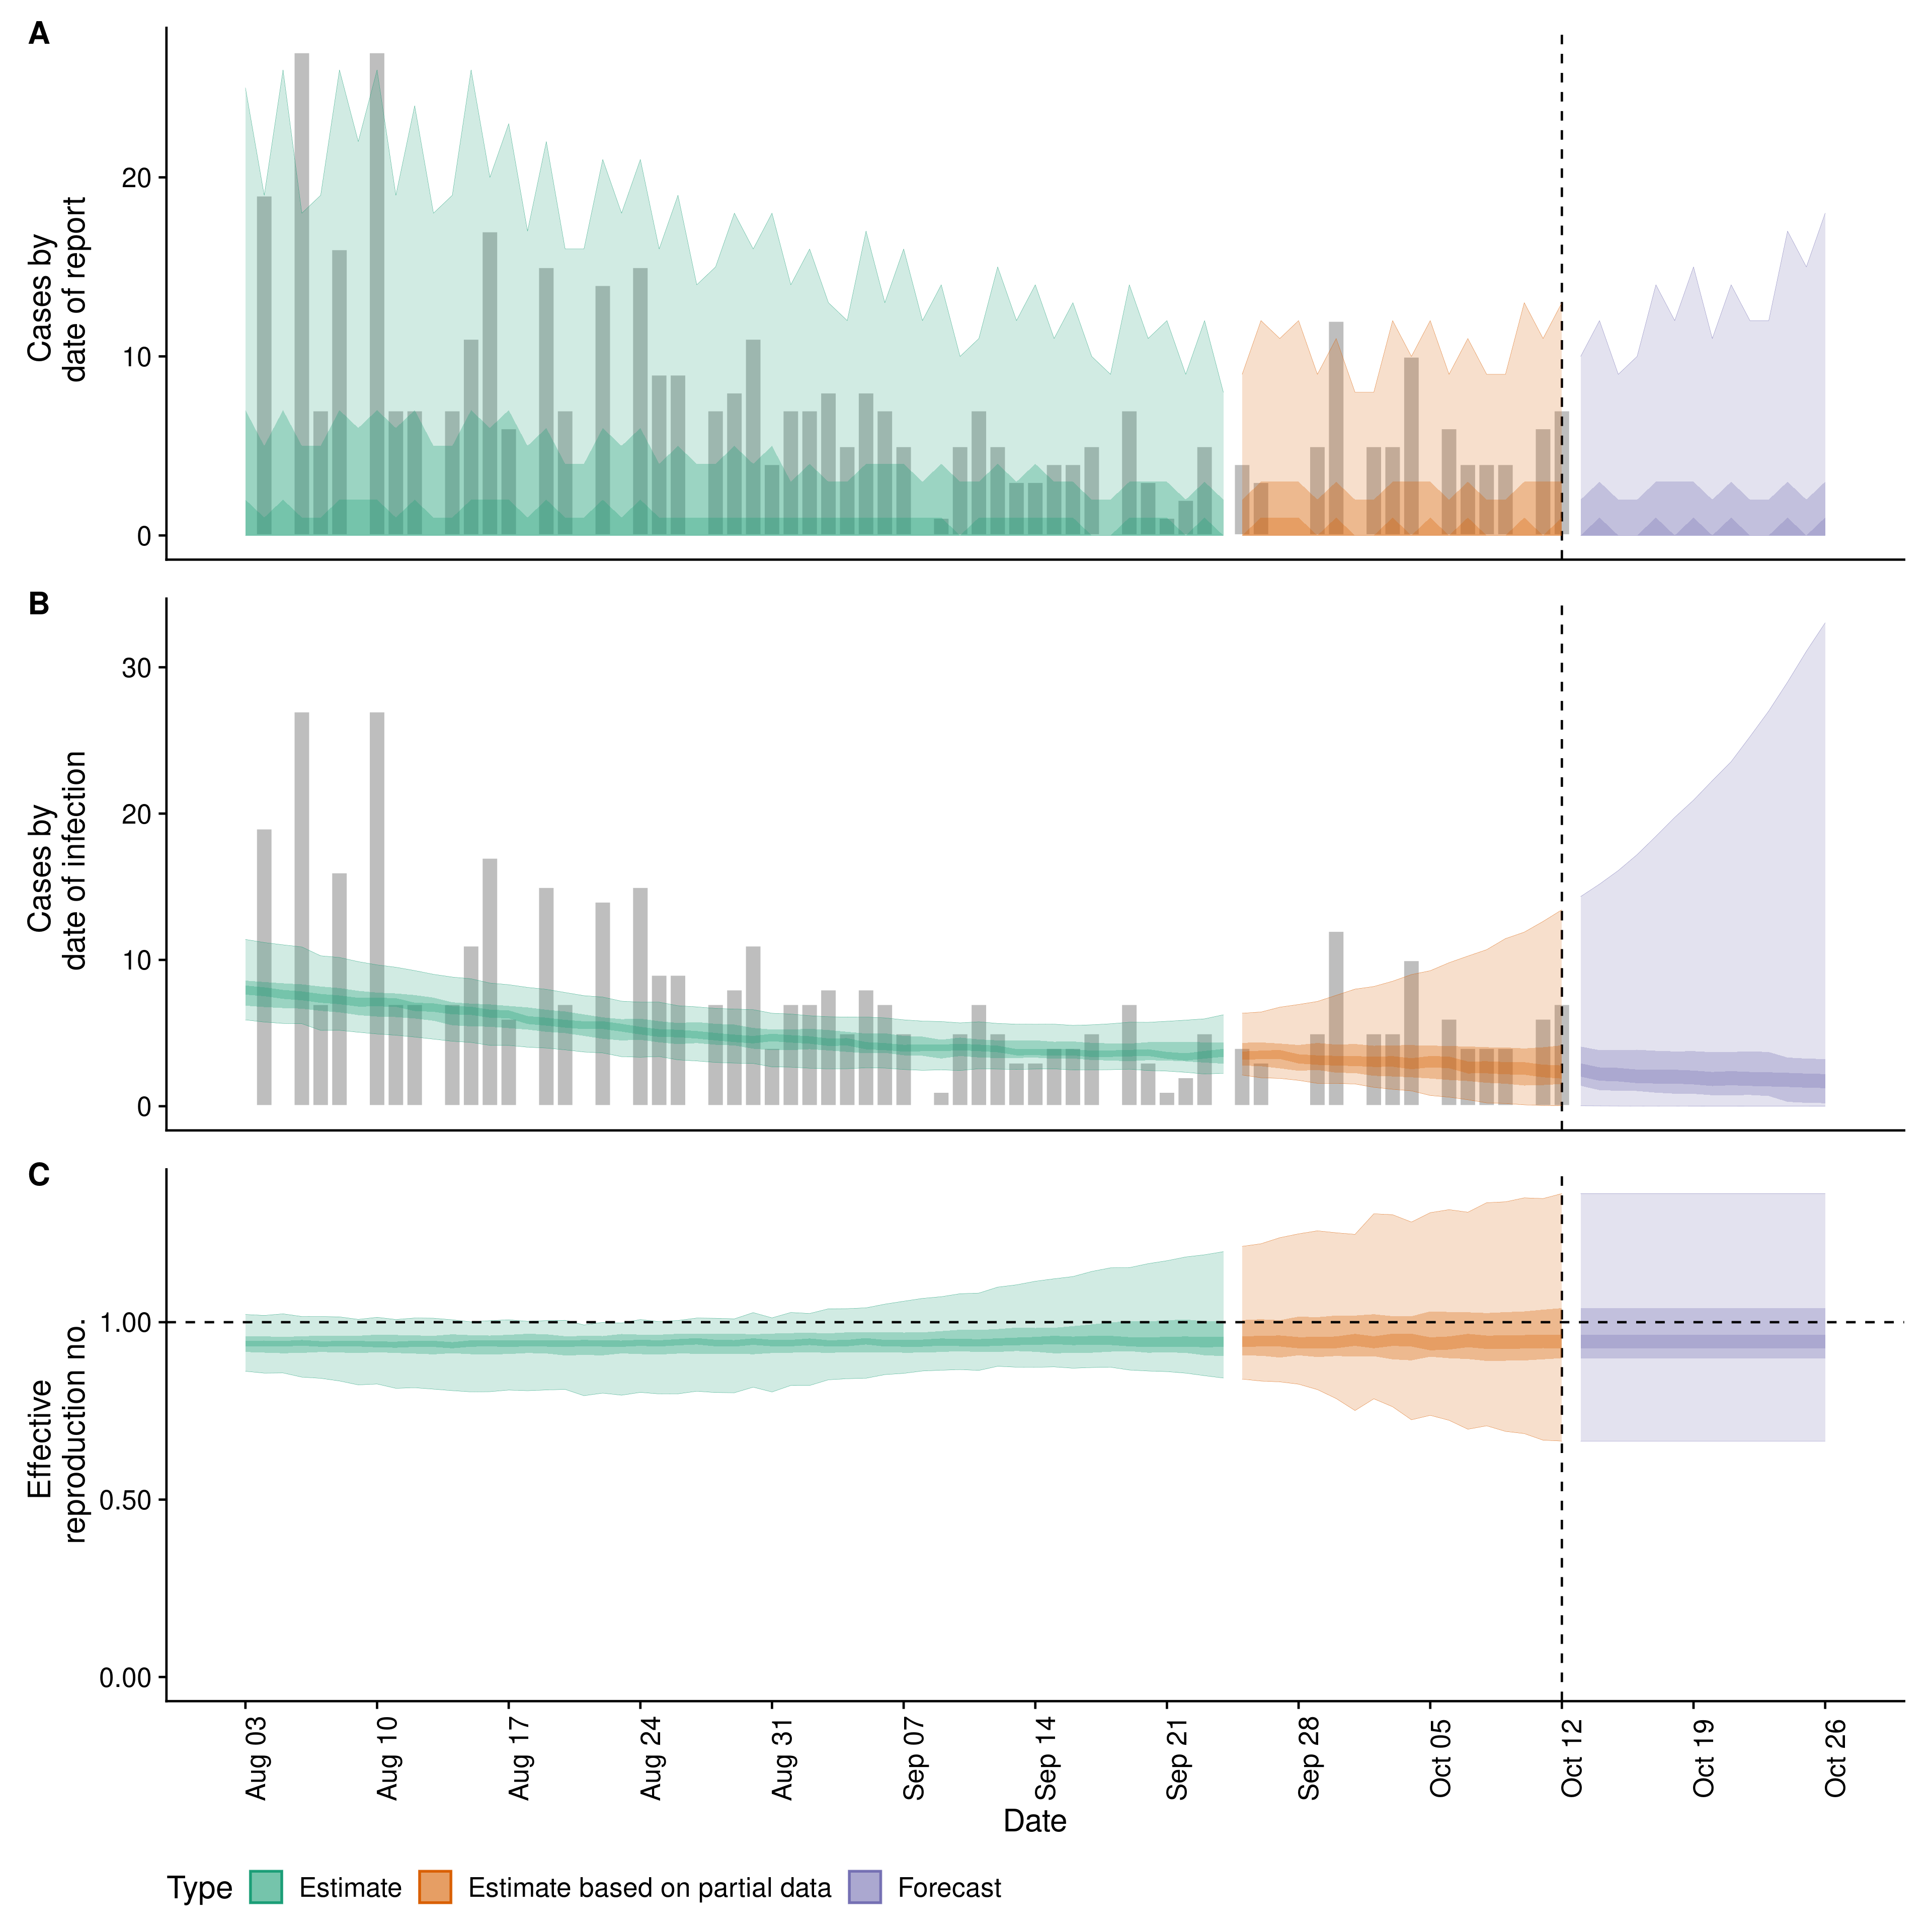 A
Cases by
date of report
20
10
0
B
Cases by
date of infection
30
20
10
0
C
Effective
reproduction no.
1.00
0.50
0.00
Aug 03
Aug 10
Aug 17
Aug 24
Aug 31
Sep 07
Sep 14
Sep 21
Sep 28
Oct 05
Oct 12
Oct 19
Oct 26
Date
Type Estimate Estimate based on partial data Forecast